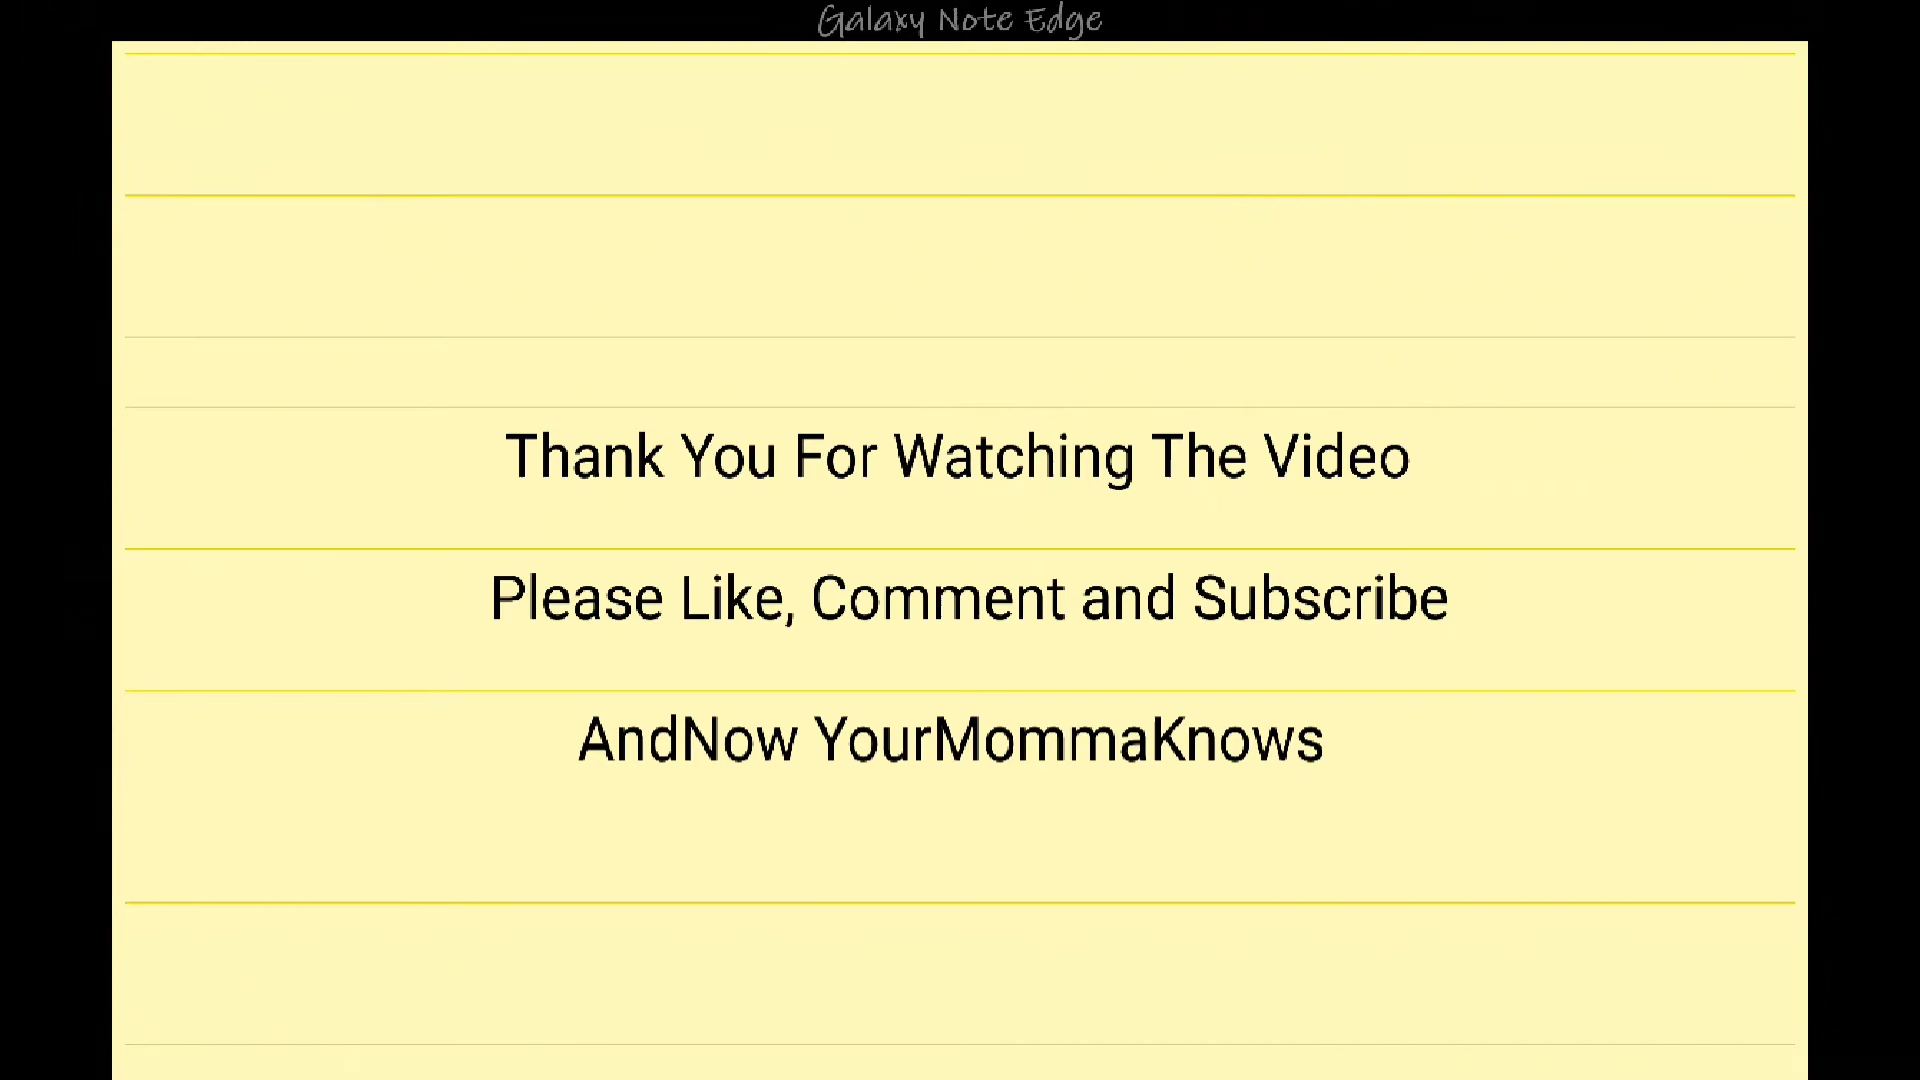 Galaxy Note Edge
Thank You For Watching The Video
Please Like, Comment and Subscribe
AndNow YourMommaKnows